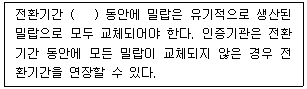 전환기간 (   ) 동안에 밀랍은 유기적으로 생산된
밀랍으로 모두 교체되어야 한다. 인증기관은 전환
기간 동안에 모든 밀랍이 교체되지 않은 경우 전
환기간을 연장할 수 있다.